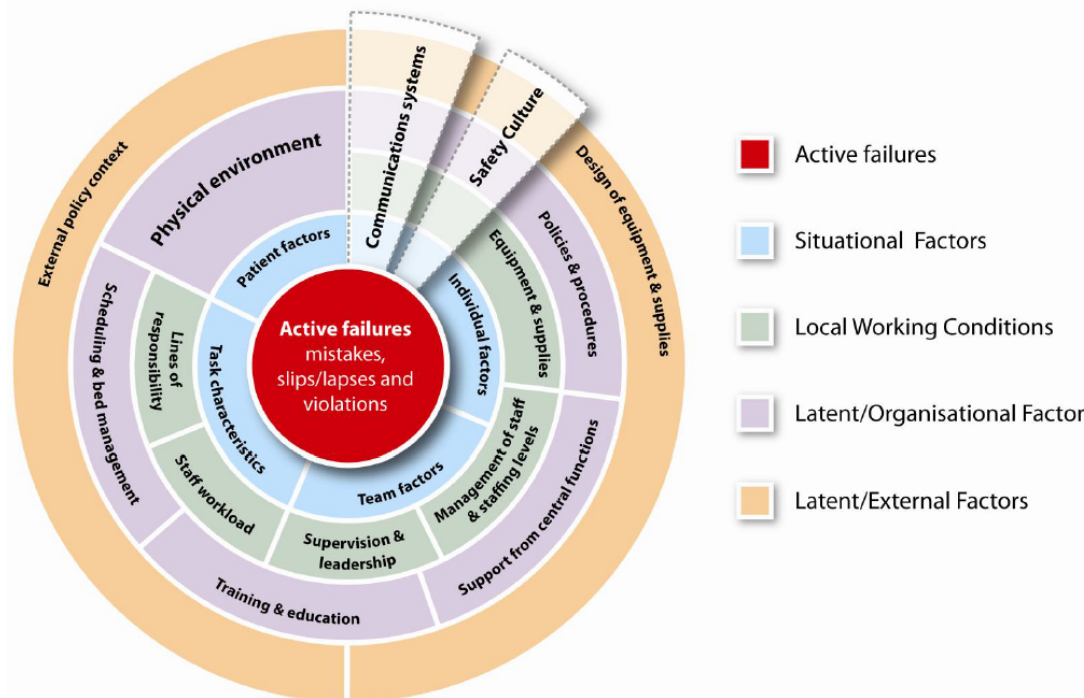 Communications systems
Safety Culture
External policy context
Design of equipment & supplies
Physical environment
Policies & procedures
Scheduling & bed management
Support from central functions
Training & education
Lines of
responsibility
Equipment & supplies
Staff workload
Supervision &
leadership
Management of staff
& staffing levels
Patient factors
Individual factors
Task characteristics
Team factors
Active failures
mistakes,
slips/lapses and
violations
Active failures
Situational Factors
Local Working Conditions
Latent/Organisational Factor
Latent/External Factors